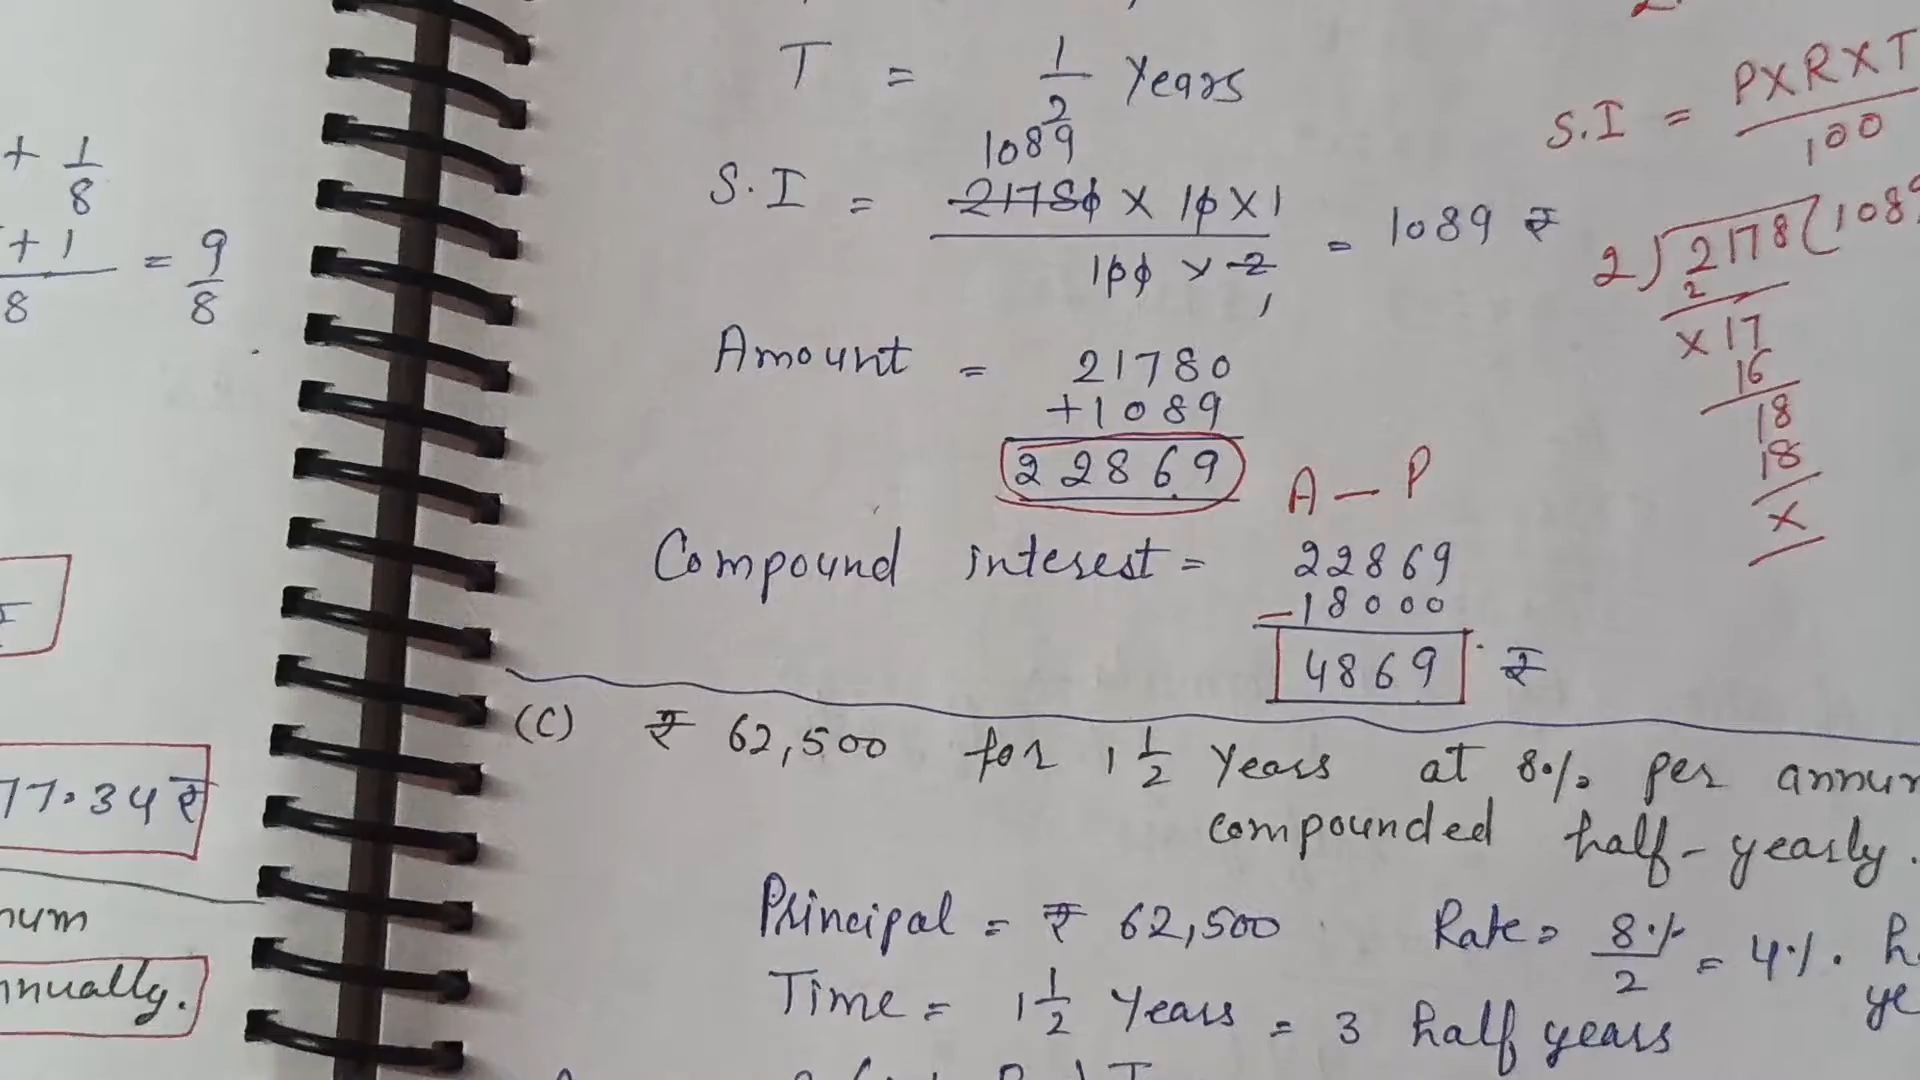 + 1/8
+ 1
8
= 9/8
77.34 ₹
num
nnually.
T = 1/2 Years
1089
S.I = 21780 X 10 X 1 / 100 X 2 = 1089 ₹
1
Amount = 21780
+1089
22869
A - P
Compound interest = 22869
-18000
4869 ₹
S.I = PXRXT
100
2)2178(1089
2
X17
16
18
18
X
(C) ₹ 62,500 for 1 1/2 Years at 8% per annum
compounded half-yearly.
Principal = ₹ 62,500 Rate = 8%/2 = 4%.
Time = 1 1/2 Years = 3 half years